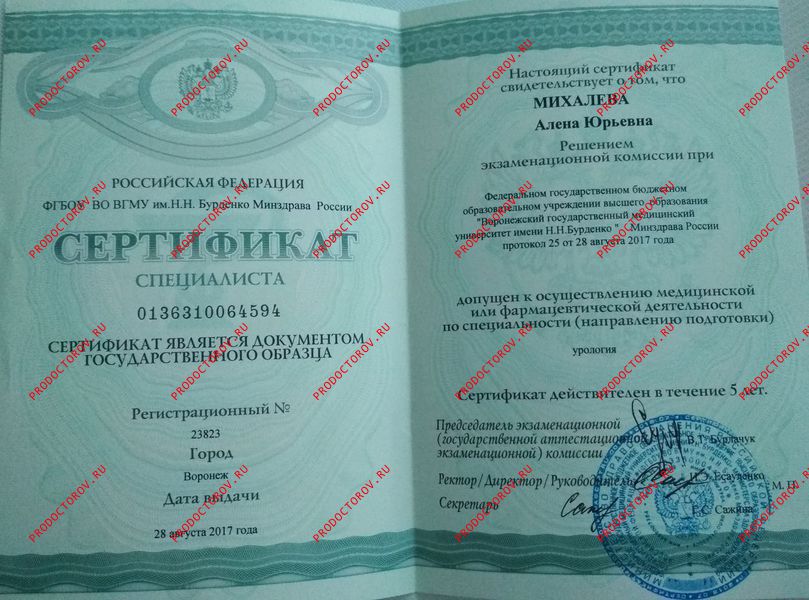 РОССИЙСКАЯ ФЕДЕРАЦИЯ
ФГБОУ ВО ВГМУ им.Н.Н. Бурденко Минздрава России
СЕРТИФИКАТ
СПЕЦИАЛИСТА
0136310064594
СЕРТИФИКАТ ЯВЛЯЕТСЯ ДОКУМЕНТОМ
ГОСУДАРСТВЕННОГО ОБРАЗЦА
Регистрационный №
23823
Город
Воронеж
Дата выдачи
28 августа 2017 года
Настоящий сертификат
свидетельствует о том, что
МИХАЛЕВА
Алена Юрьевна
Решением
экзаменационной комиссии при
Федеральном государственном бюджетном
образовательном учреждении высшего образования
"Воронежский государственный медицинский
университет имени Н.Н.Бурденко " Минздрава России
протокол 25 от 28 августа 2017 года
допущен к осуществлению медицинской
или фармацевтической деятельности
по специальности (направлению подготовки)
урология
Сертификат действителен в течение 5 лет.
Председатель экзаменационной
(государственной аттестационной
экзаменационной) комиссии
В.Т. Бурлачук
Ректор/Директор/Руководитель
И.Э. Есауленко
М. П.
Секретарь
Е.С. Сажина
PRODOCTOROV.RU